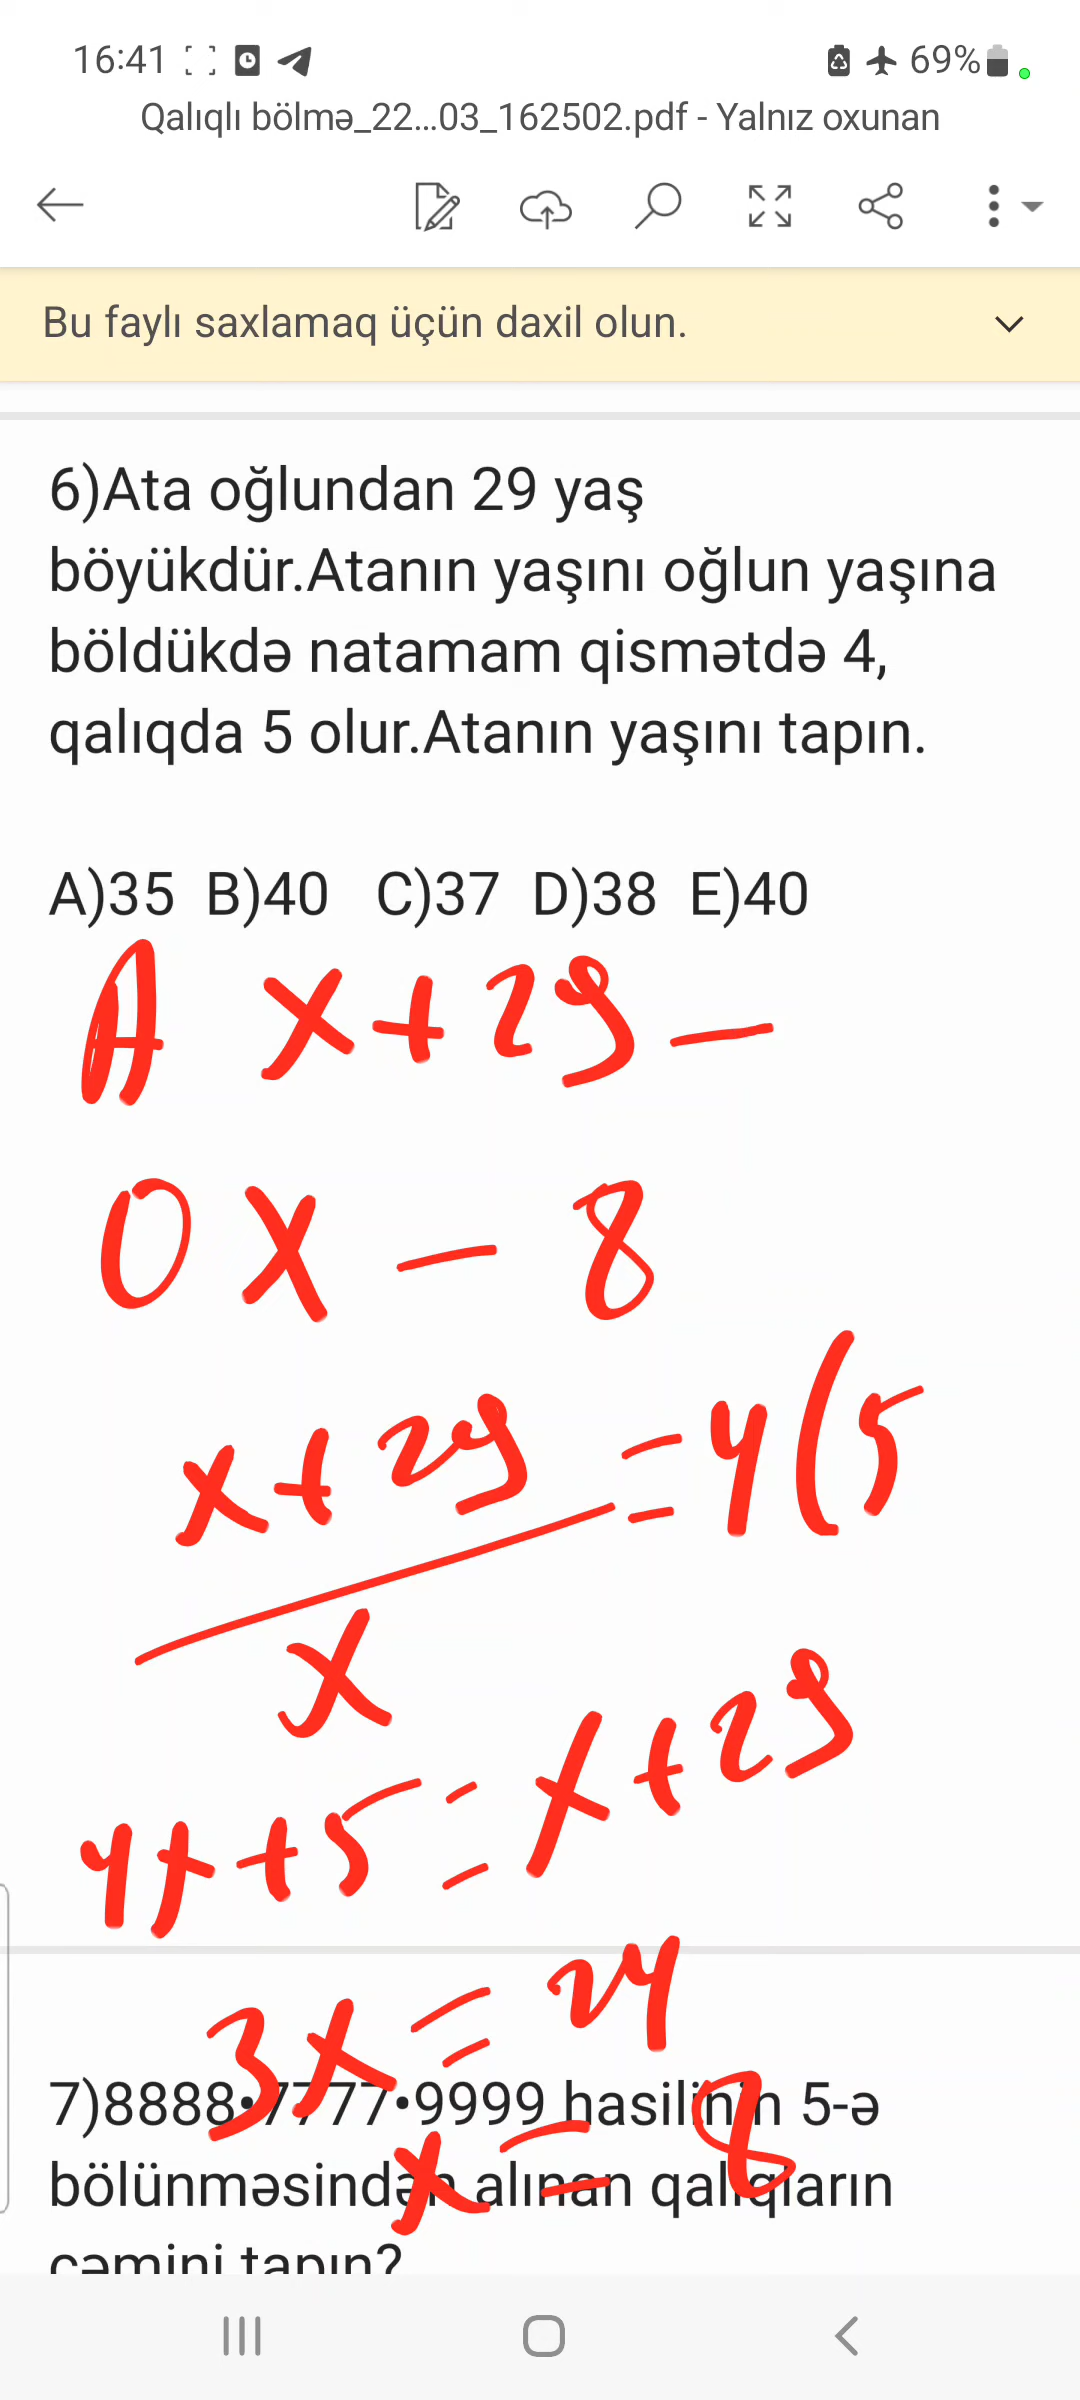 16:41 69%
Qalıqlı bölmə_22...03_162502.pdf - Yalnız oxunan
Bu faylı saxlamaq üçün daxil olun.
6)Ata oğlundan 29 yaş
böyükdür.Atanın yaşını oğlun yaşına
böldükdə natamam qismətdə 4,
qalıqda 5 olur.Atanın yaşını tapın.
A)35 B)40 C)37 D)38 E)40
A x+29 —
O x — 8
x+29 =4(5
x
4x+5=x+29
3x=24
x=8
7)8888•7777•9999 hasilinin 5-ə
bölünməsindən alınan qalıqların
cəmini tapın?